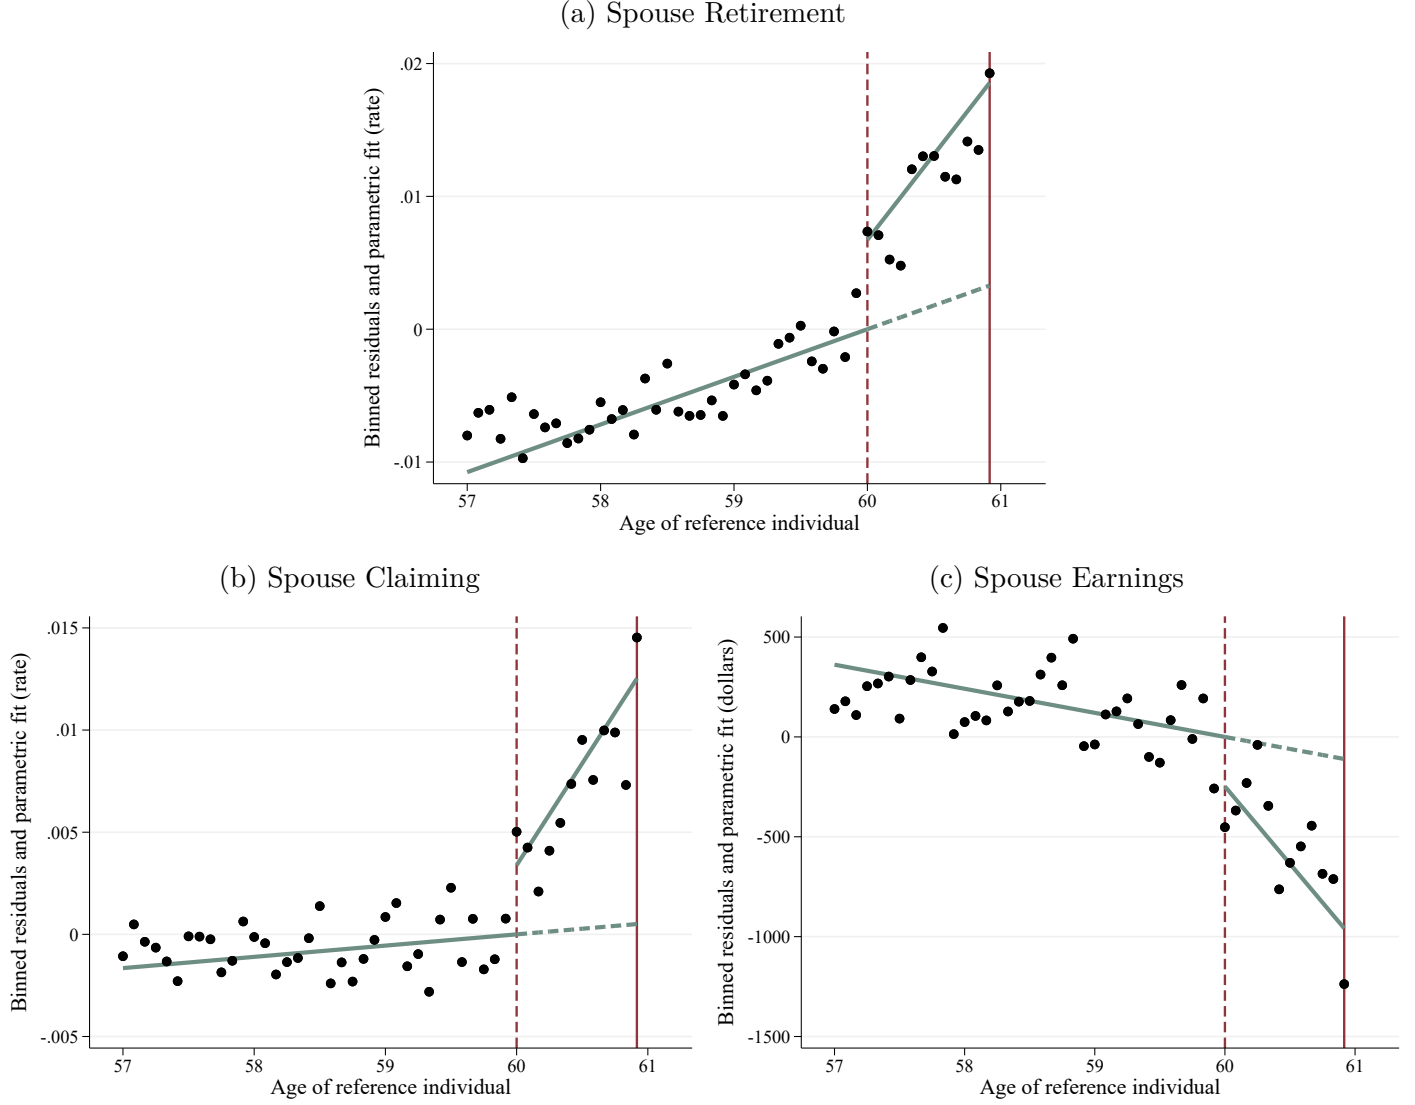 (a) Spouse Retirement
Binned residuals and parametric fit (rate)
.02
.01
0
-.01
57 58 59 60 61
Age of reference individual
(b) Spouse Claiming
Binned residuals and parametric fit (rate)
.015
.01
.005
0
-.005
57 58 59 60 61
Age of reference individual
(c) Spouse Earnings
Binned residuals and parametric fit (dollars)
500
0
-500
-1000
-1500
57 58 59 60 61
Age of reference individual